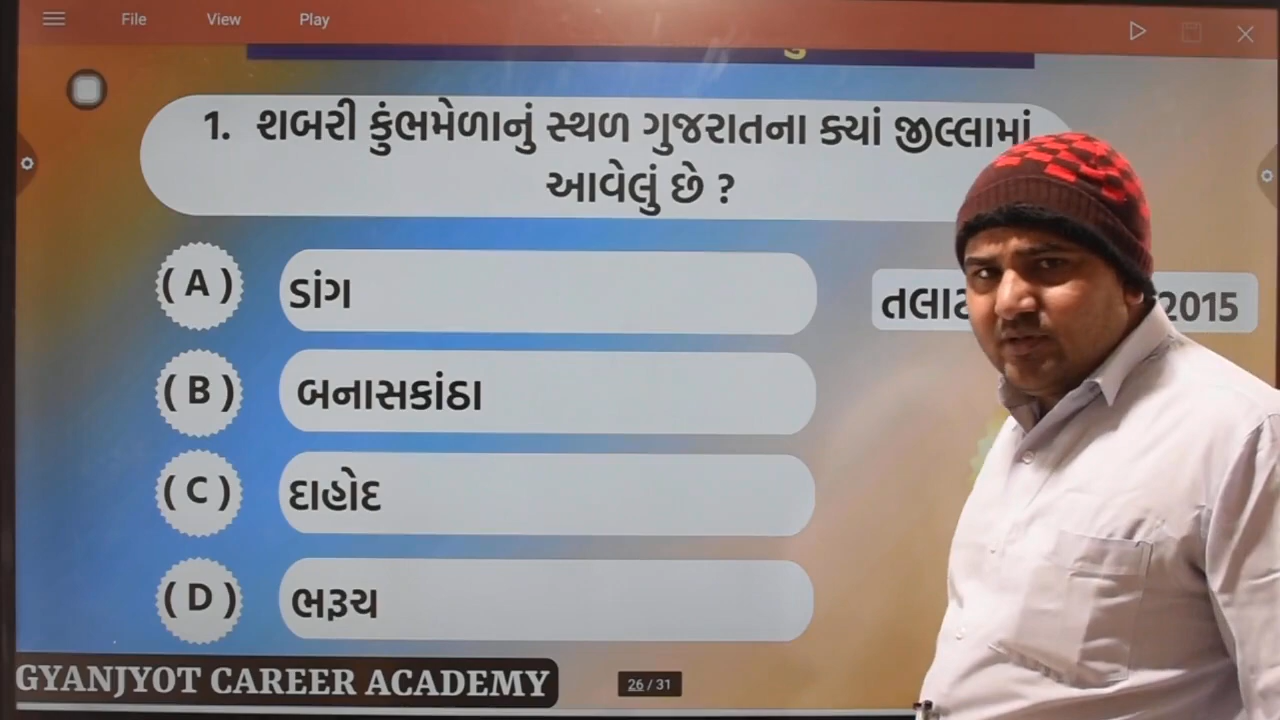 File View Play
1. શબરી કુંભમેળાનું સ્થળ ગુજરાતના ક્યાં જીલ્લામાં
આવેલું છે ?
(A) ડાંગ
2015
(B) બનાસકાંઠા
(C) દાહોદ
(D) ભરૂચ
GYANJYOT CAREER ACADEMY
26 / 31